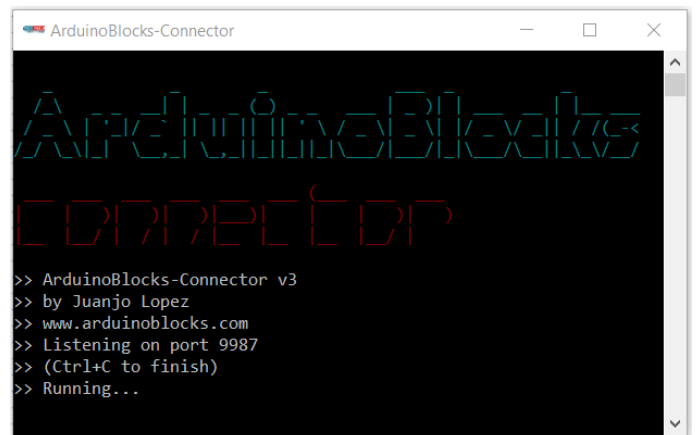 ArduinoBlocks-Connector
ArduinoBlocks
connector
>> ArduinoBlocks-Connector v3
>> by Juanjo Lopez
>> www.arduinoblocks.com
>> Listening on port 9987
>> (Ctrl+C to finish)
>> Running...